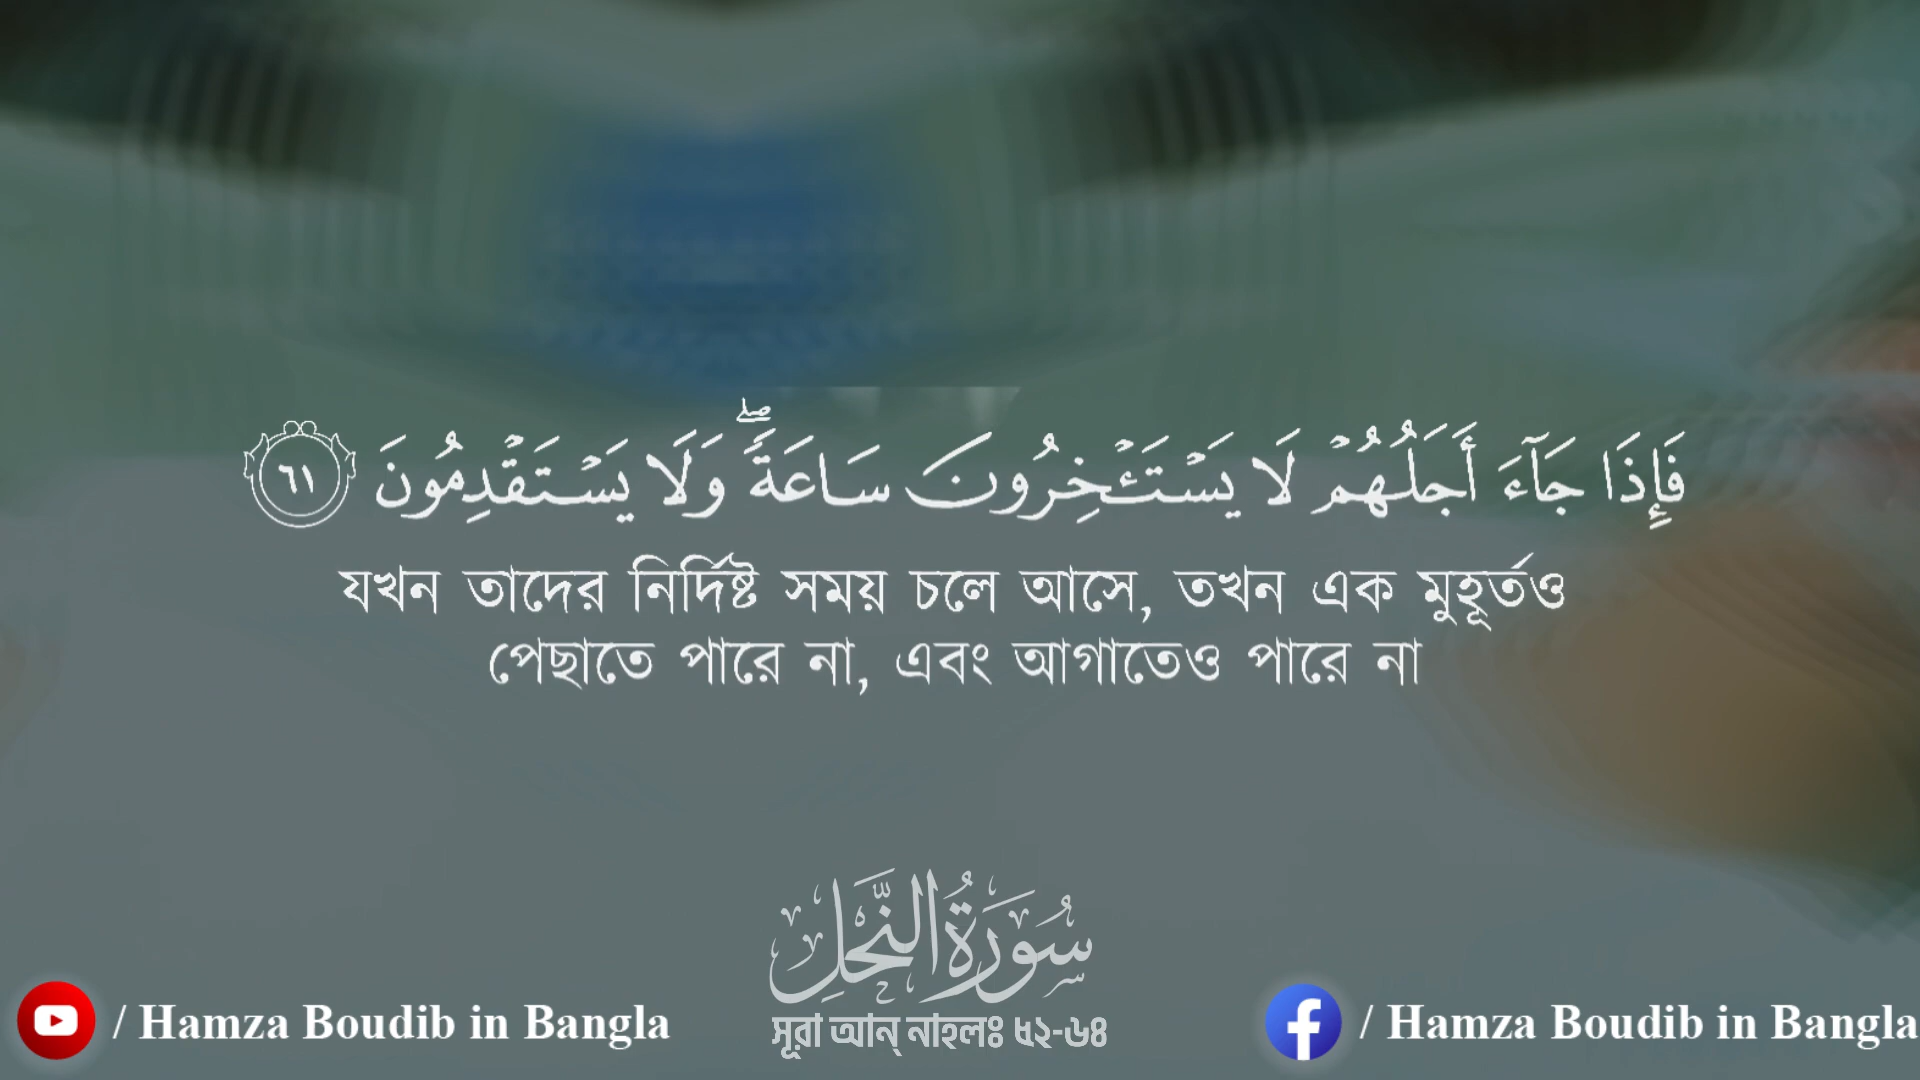 فَإِذَا جَآءَ أَجَلُهُمْ لَا يَسْتَـْٔخِرُونَ سَاعَةً ۖ وَلَا يَسْتَقْدِمُونَ ٦١
যখন তাদের নির্দিষ্ট সময় চলে আসে, তখন এক মুহূর্তও
পেছাতে পারে না, এবং আগাতেও পারে না
سُورَةُ النَّحْلِ
সূরা আন্ নাহলঃ ৫২-৬৪
/ Hamza Boudib in Bangla
/ Hamza Boudib in Bangla